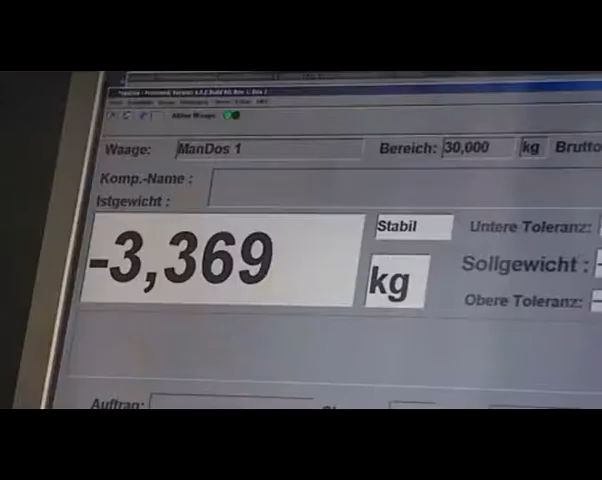 Aktive Waage:
Waage: ManDos 1 Bereich: 30,000 kg Brutto
Komp.-Name :
Istgewicht :
-3,369 kg
Stabil
Untere Toleranz:
Sollgewicht :
Obere Toleranz:
Auftrag: